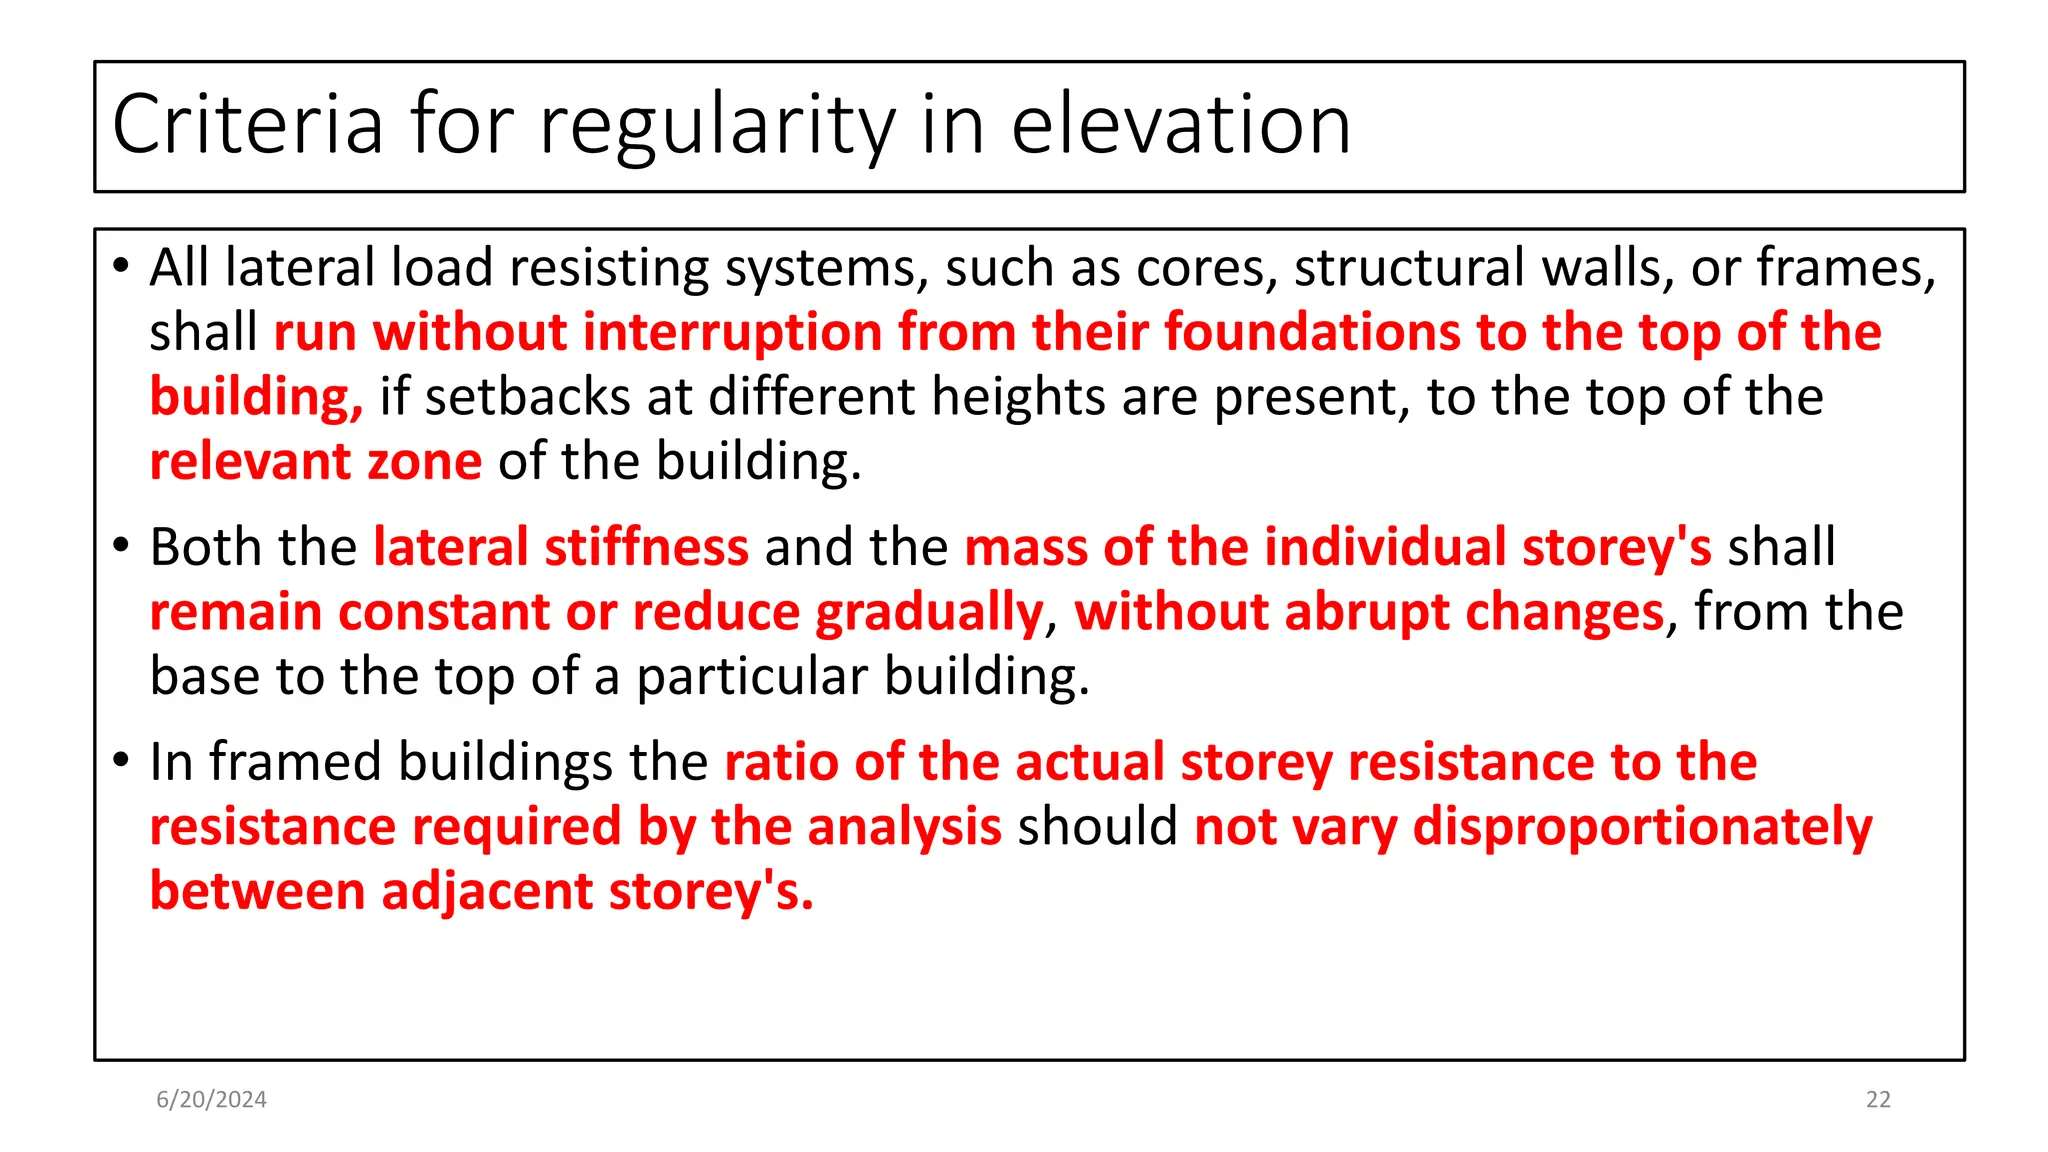 Criteria for regularity in elevation
• All lateral load resisting systems, such as cores, structural walls, or frames,
shall run without interruption from their foundations to the top of the
building, if setbacks at different heights are present, to the top of the
relevant zone of the building.
• Both the lateral stiffness and the mass of the individual storey's shall
remain constant or reduce gradually, without abrupt changes, from the
base to the top of a particular building.
• In framed buildings the ratio of the actual storey resistance to the
resistance required by the analysis should not vary disproportionately
between adjacent storey's.
6/20/2024
22